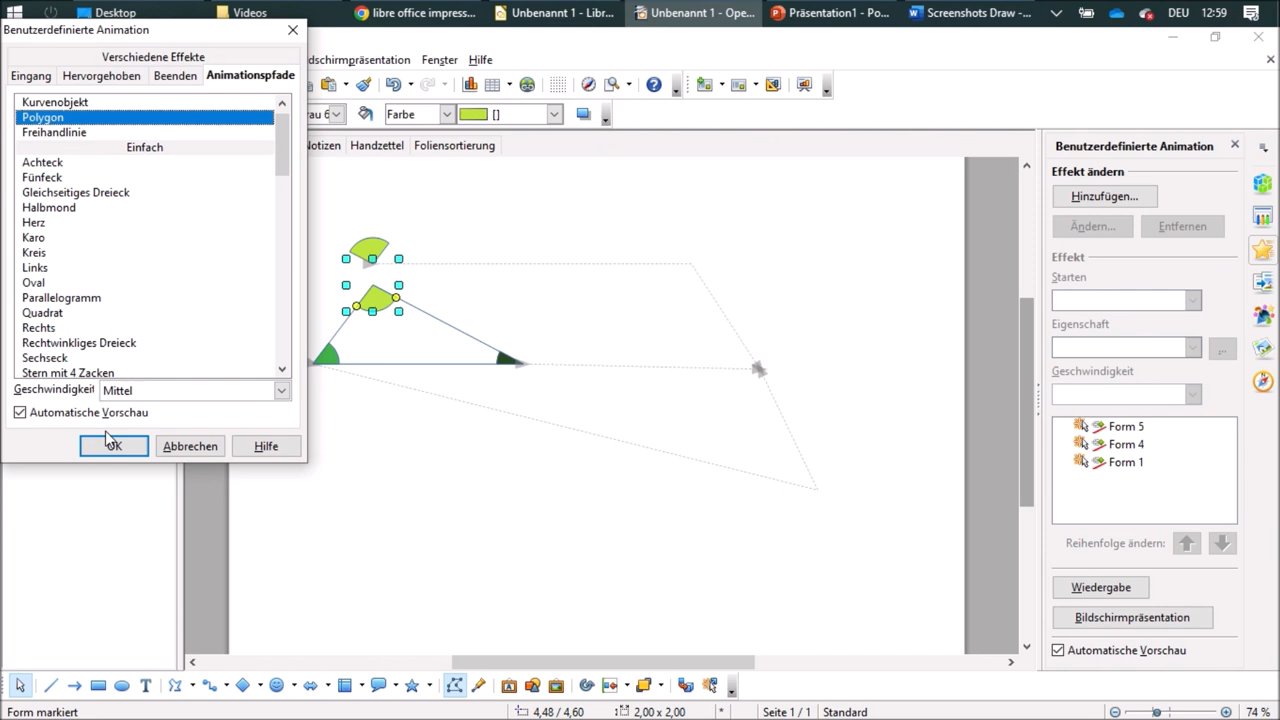 Desktop
Videos
libre office impress...
Unbenannt 1 - Libr...
Unbenannt 1 - Ope...
Präsentation1 - Po...
Screenshots Draw -...
DEU
12:59
Benutzerdefinierte Animation
Verschiedene Effekte
Eingang
Hervorgehoben
Beenden
Animationspfade
Kurvenobjekt
Polygon
Freihandlinie
Einfach
Achteck
Fünfeck
Gleichseitiges Dreieck
Halbmond
Herz
Karo
Kreis
Links
Oval
Parallelogramm
Quadrat
Rechts
Rechtwinkliges Dreieck
Sechseck
Stern mit 4 Zacken
Geschwindigkeit
Mittel
Automatische Vorschau
OK
Abbrechen
Hilfe
dschirmpräsentation
Fenster
Hilfe
rau 6
Farbe
[]
Notizen
Handzettel
Foliensortierung
Benutzerdefinierte Animation
Effekt ändern
Hinzufügen...
Ändern...
Entfernen
Effekt
Starten
Eigenschaft
...
Geschwindigkeit
Form 5
Form 4
Form 1
Reihenfolge ändern:
Wiedergabe
Bildschirmpräsentation
Automatische Vorschau
Form markiert
4,48 / 4,60
2,00 x 2,00
*
Seite 1 / 1
Standard
74 %